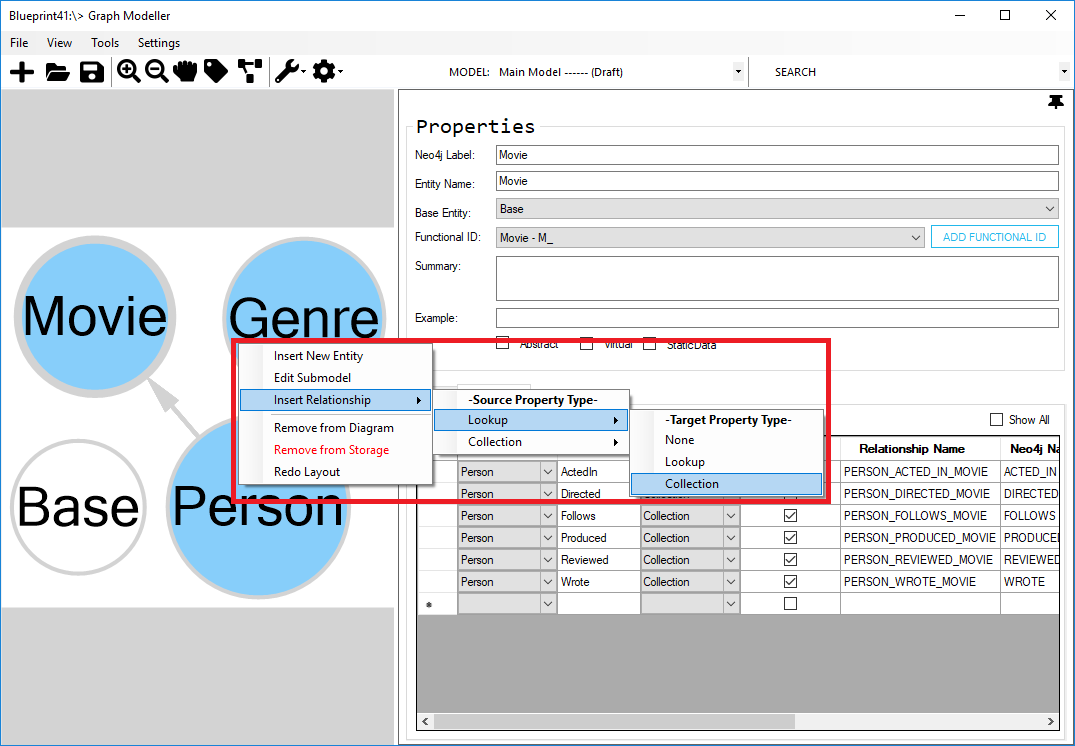 Blueprint41:\> Graph Modeller
File View Tools Settings
MODEL: Main Model ------ (Draft) SEARCH
Properties
Neo4j Label: Movie
Entity Name: Movie
Base Entity: Base
Functional ID: Movie - M_ ADD FUNCTIONAL ID
Summary:
Example:
Abstract Virtual StaticData
Movie
Genre
Base
Person
Insert New Entity
Edit Submodel
Insert Relationship
Remove from Diagram
Remove from Storage
Redo Layout
-Source Property Type-
Lookup
Collection
-Target Property Type-
None
Lookup
Collection
Show All
Relationship Name Neo4j Na
Person ActedIn PERSON_ACTED_IN_MOVIE ACTED_IN
Person Directed PERSON_DIRECTED_MOVIE DIRECTED
Person Follows Collection PERSON_FOLLOWS_MOVIE FOLLOWS
Person Produced Collection PERSON_PRODUCED_MOVIE PRODUCED
Person Reviewed Collection PERSON_REVIEWED_MOVIE REVIEWED
Person Wrote Collection PERSON_WROTE_MOVIE WROTE